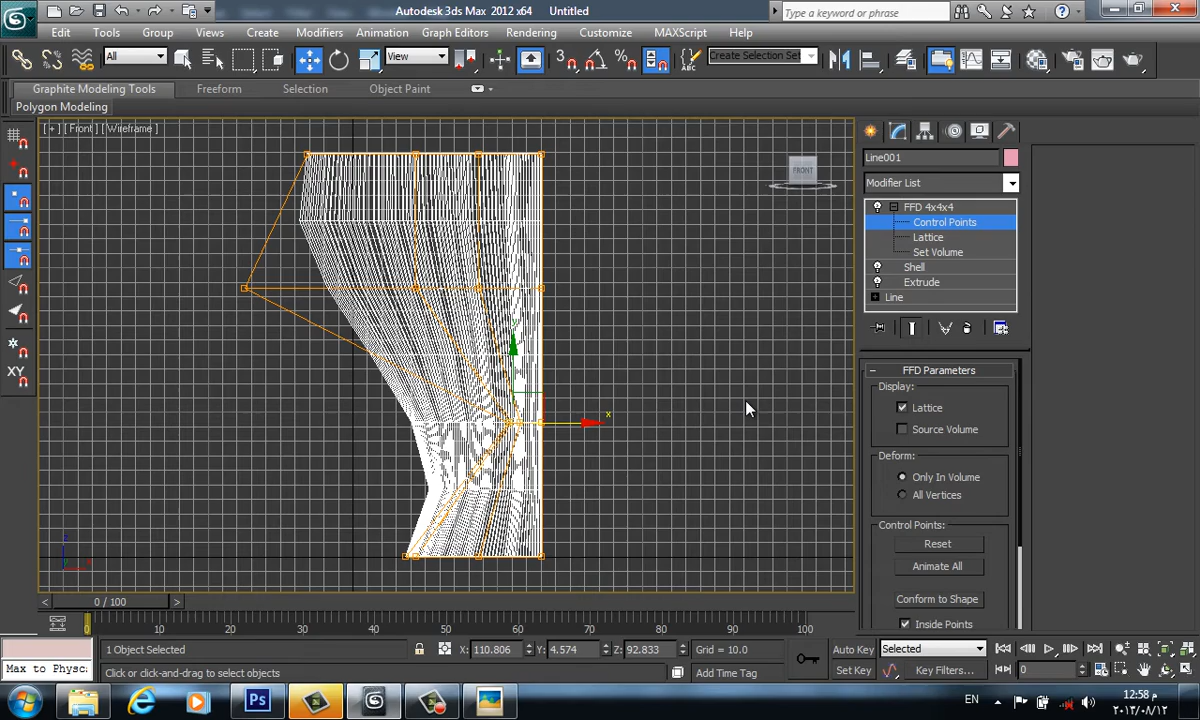 Autodesk 3ds Max 2012 x64 Untitled
Type a keyword or phrase
Edit Tools Group Views Create Modifiers Animation Graph Editors Rendering Customize MAXScript Help
All View 3 % Create Selection Set
Graphite Modeling Tools Freeform Selection Object Paint
Polygon Modeling
[ + ] [ Front ] [ Wireframe ]
FRONT
Line001
Modifier List
FFD 4x4x4
Control Points
Lattice
Set Volume
Shell
Extrude
Line
FFD Parameters
Display:
Lattice
Source Volume
Deform:
Only In Volume
All Vertices
Control Points:
Reset
Animate All
Conform to Shape
Inside Points
x
XY
z
x
< 0 / 100 >
0 10 20 30 40 50 60 70 80 90 100
1 Object Selected X: 110.806 Y: 4.574 Z: 92.833 Grid = 10.0 Auto Key Selected
Max to Physc
Click or click-and-drag to select objects Add Time Tag Set Key Key Filters... 0
Ps EN م 12:58
٢٠١٣/٠٨/١٢